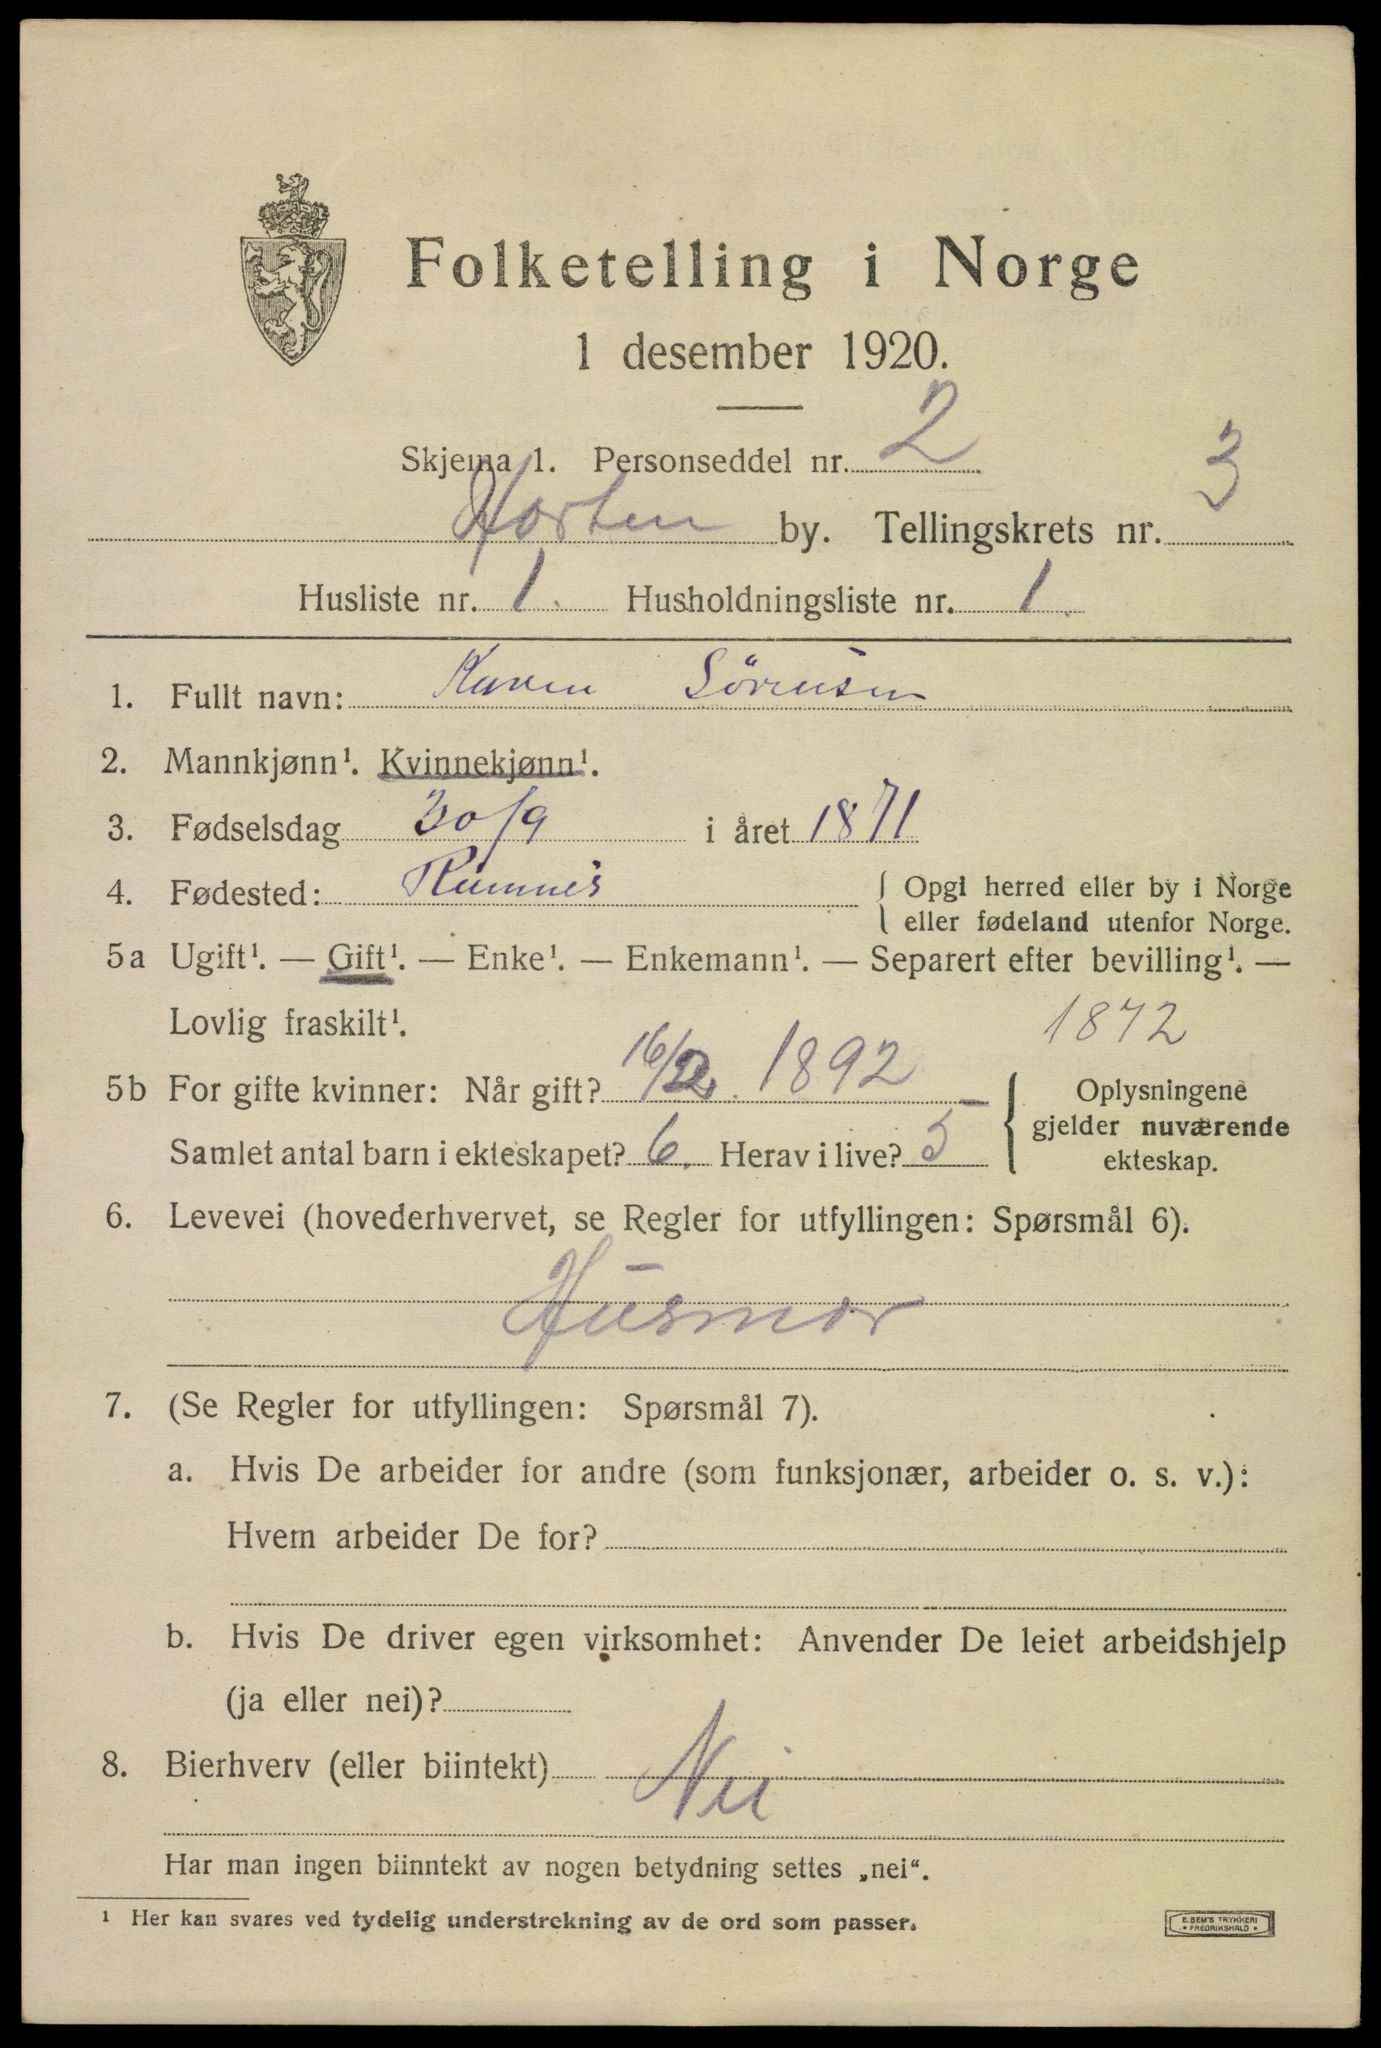 Folketelling i Norge
1 desember 1920.
Skjema 1. Personseddel nr. 2
Horten by. Tellingskrets nr. 3
Husliste nr. 1. Husholdningsliste nr. 1.
1. Fullt navn: Karen Sörensen
2. Mannkjønn¹. Kvinnekjønn¹.
3. Fødselsdag 30/9 i året 1871
4. Fødested: Ramnes { Opgi herred eller by i Norge
eller fødeland utenfor Norge.
5a Ugift¹. — Gift¹. — Enke¹. — Enkemann¹. — Separert efter bevilling¹. —
Lovlig fraskilt¹. 1872
5b For gifte kvinner: Når gift? 16/2. 1892 { Oplysningene
gjelder nuværende
Samlet antal barn i ekteskapet? 6. Herav i live? 5
ekteskap.
6. Levevei (hovederhvervet, se Regler for utfyllingen: Spørsmål 6).
Husmor
7. (Se Regler for utfyllingen: Spørsmål 7).
a. Hvis De arbeider for andre (som funksjonær, arbeider o. s. v.):
Hvem arbeider De for?
b. Hvis De driver egen virksomhet: Anvender De leiet arbeidshjelp
(ja eller nei)?
8. Bierhverv (eller biintekt) Nei
Har man ingen biinntekt av nogen betydning settes „nei“.
¹ Her kan svares ved tydelig understrekning av de ord som passer.
E. SEM'S TRYKKERI
• FREDRIKSHALD •